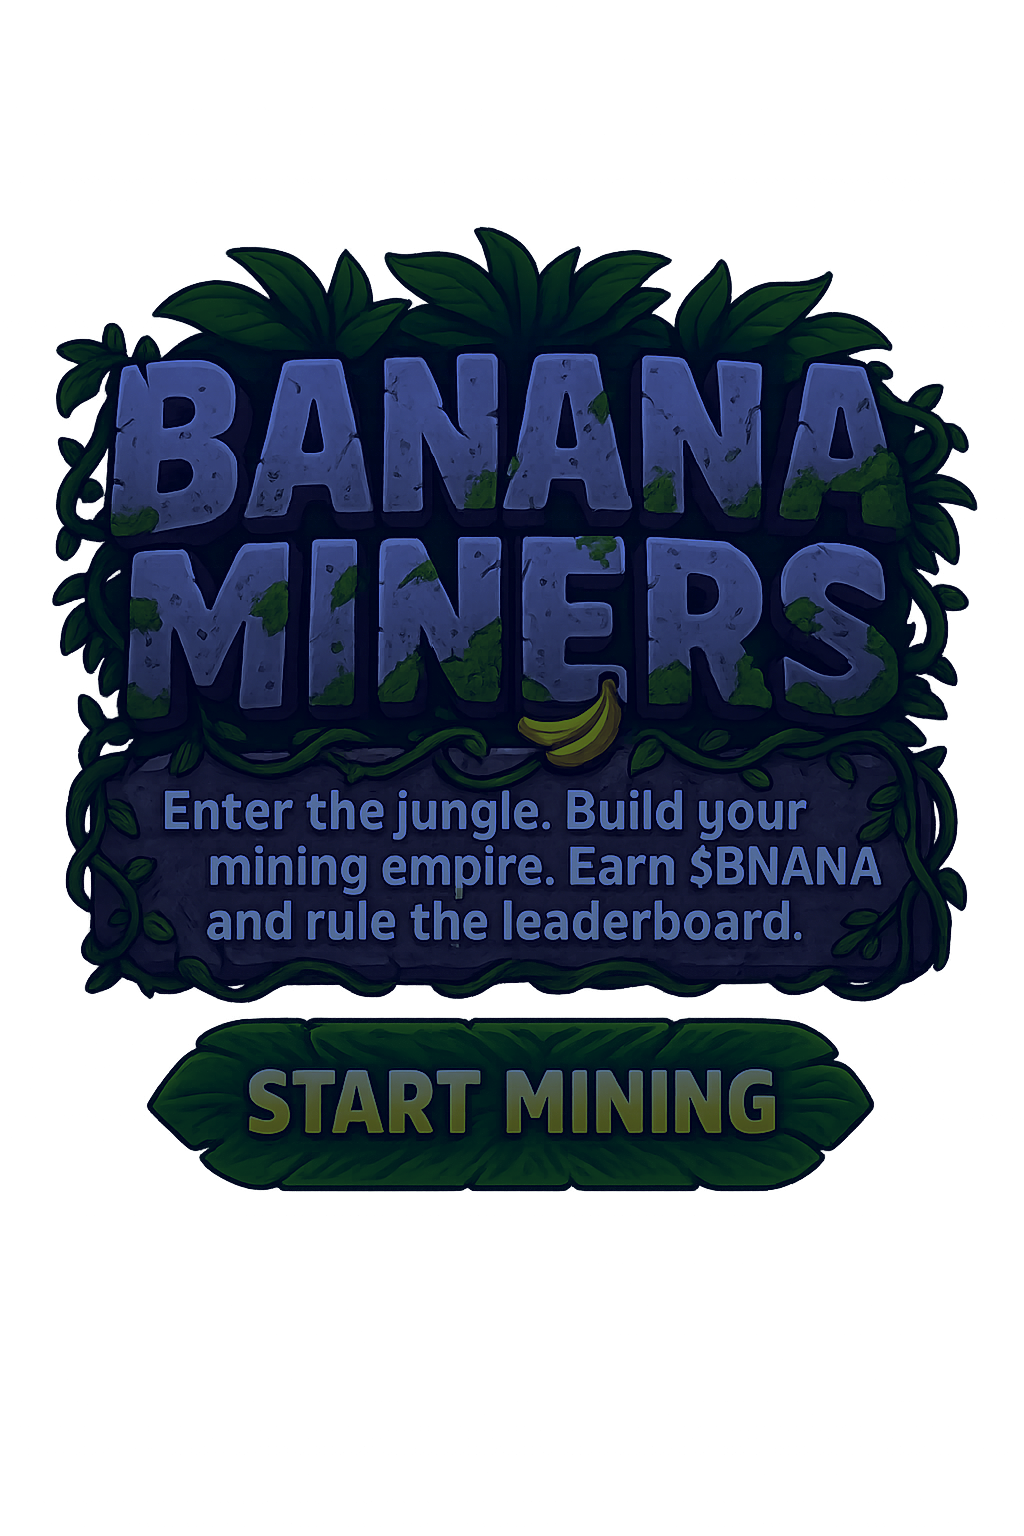 BANANA
MINERS
Enter the jungle. Build your
mining empire. Earn $BNANA
and rule the leaderboard.
START MINING